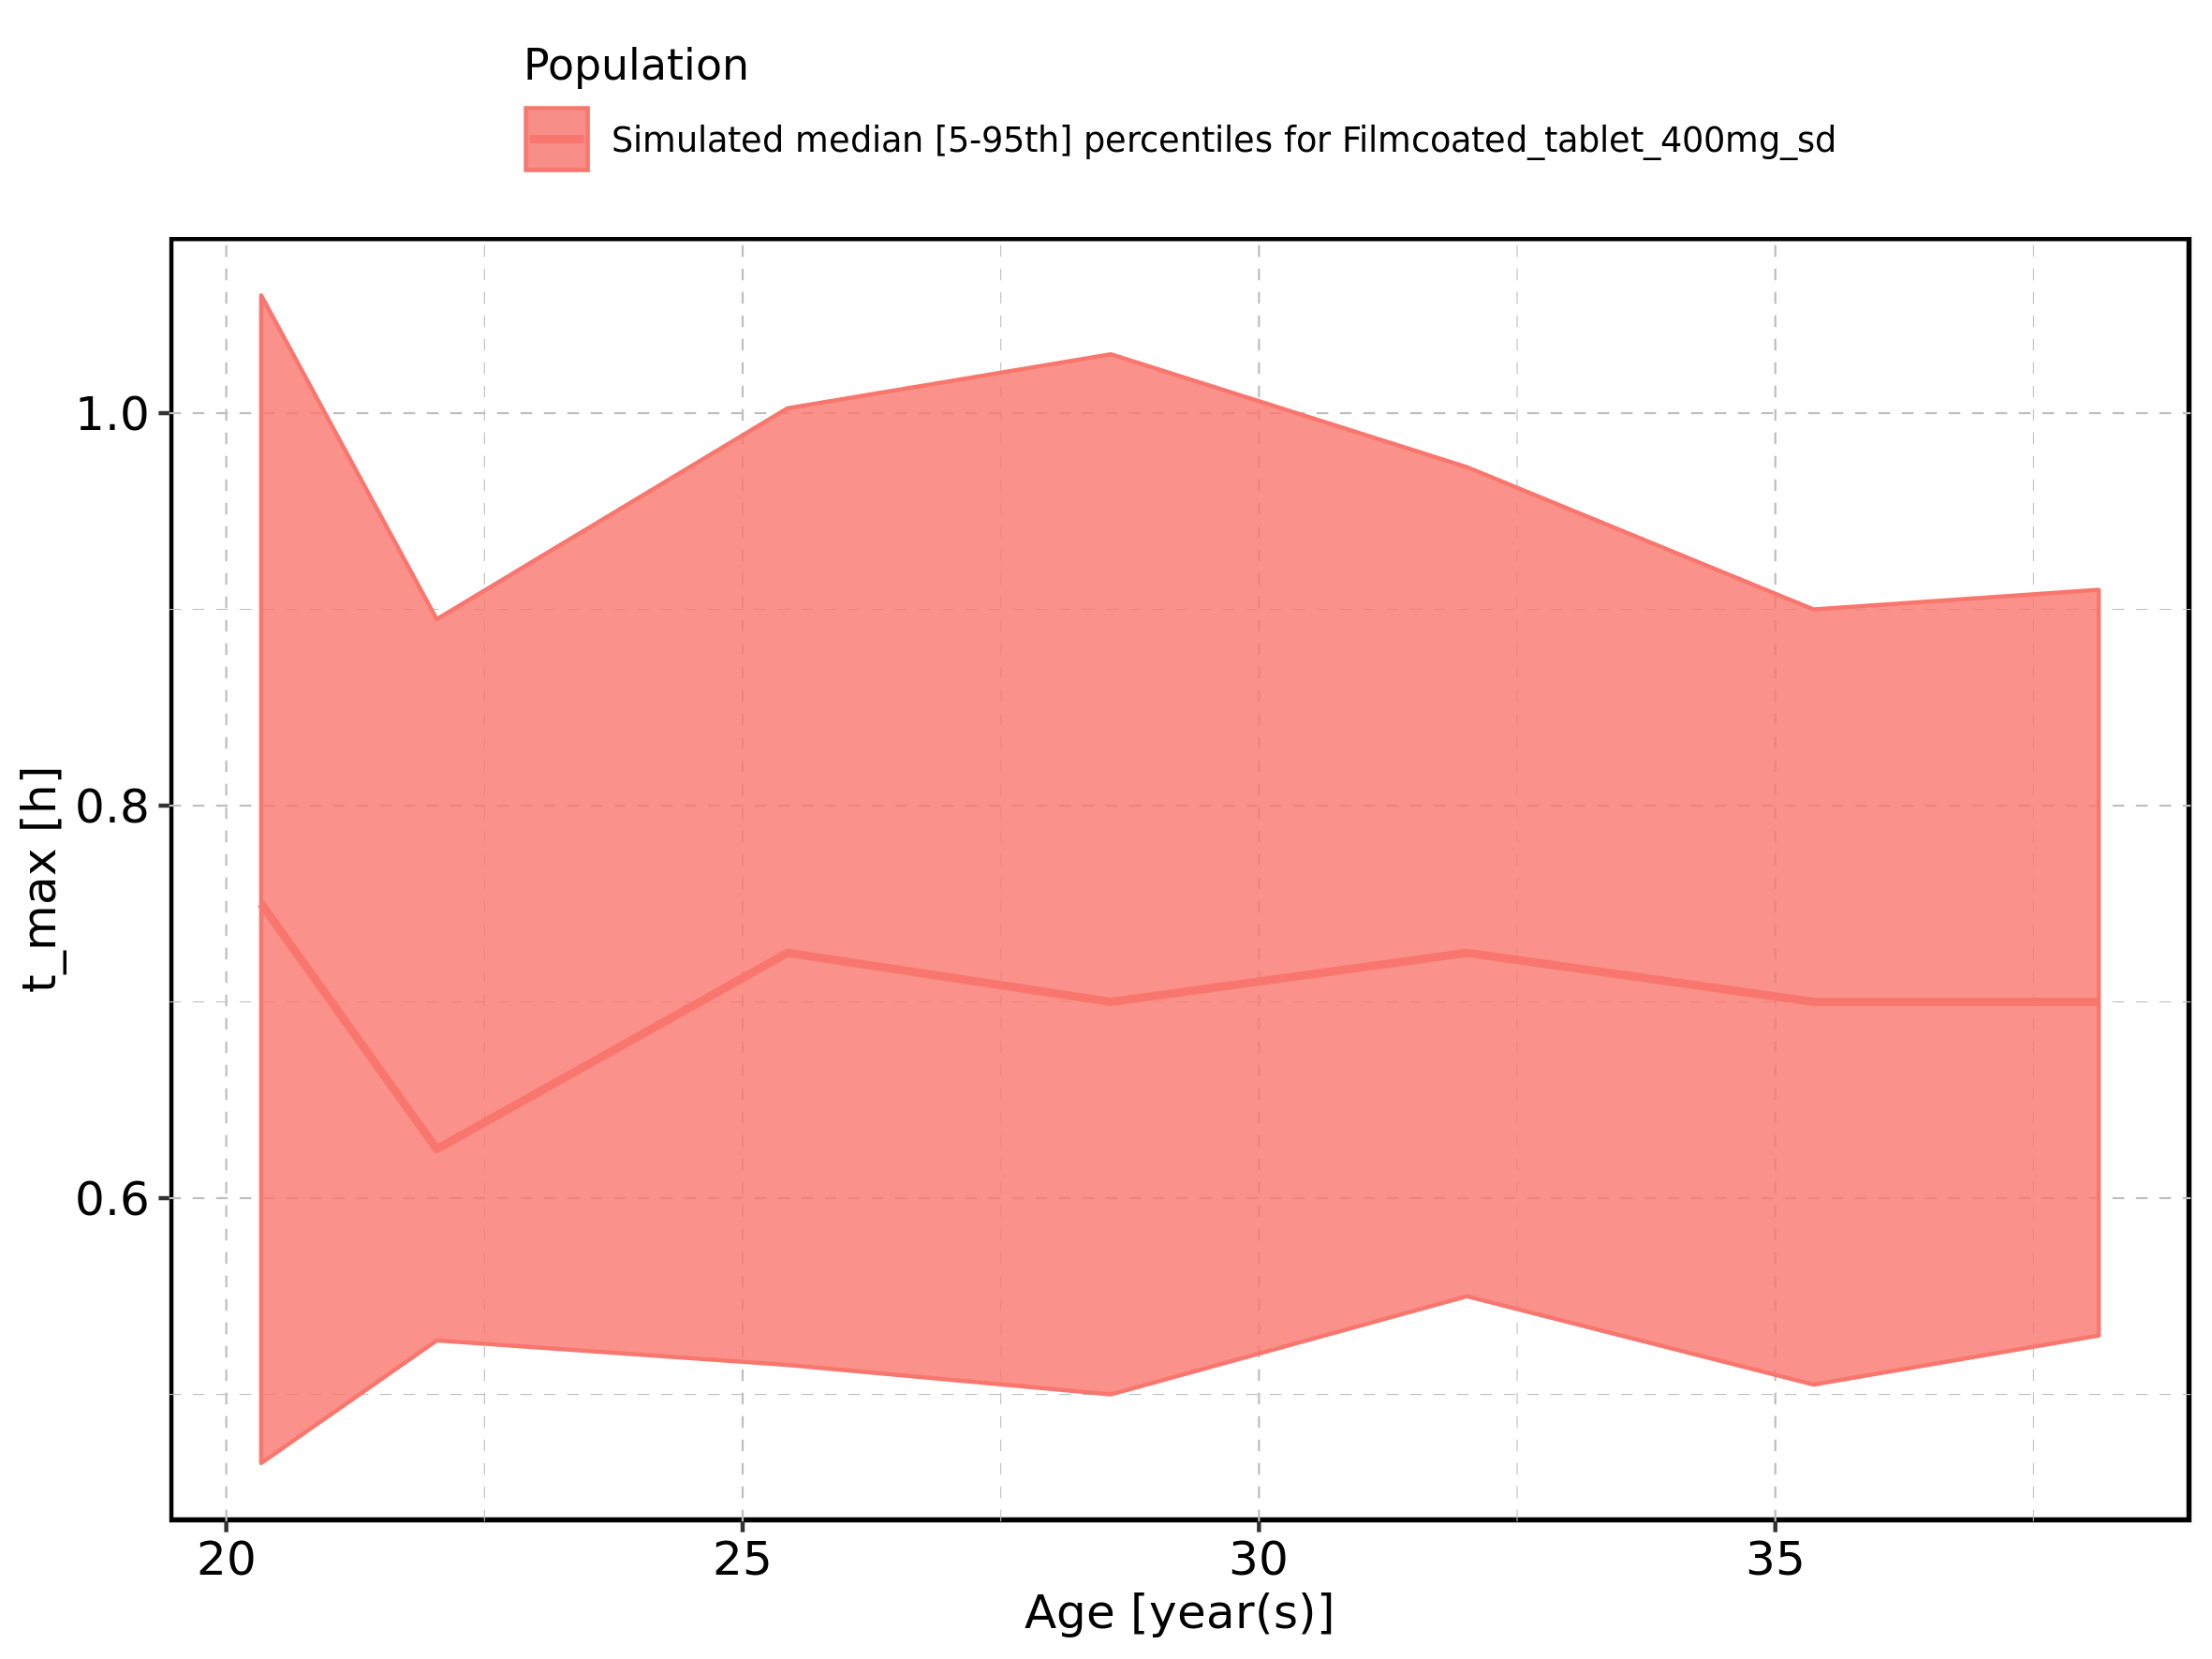 Population
Simulated median [5-95th] percentiles for Filmcoated_tablet_400mg_sd
t_max [h]
1.0
0.8
0.6
20 25 30 35
Age [year(s)]